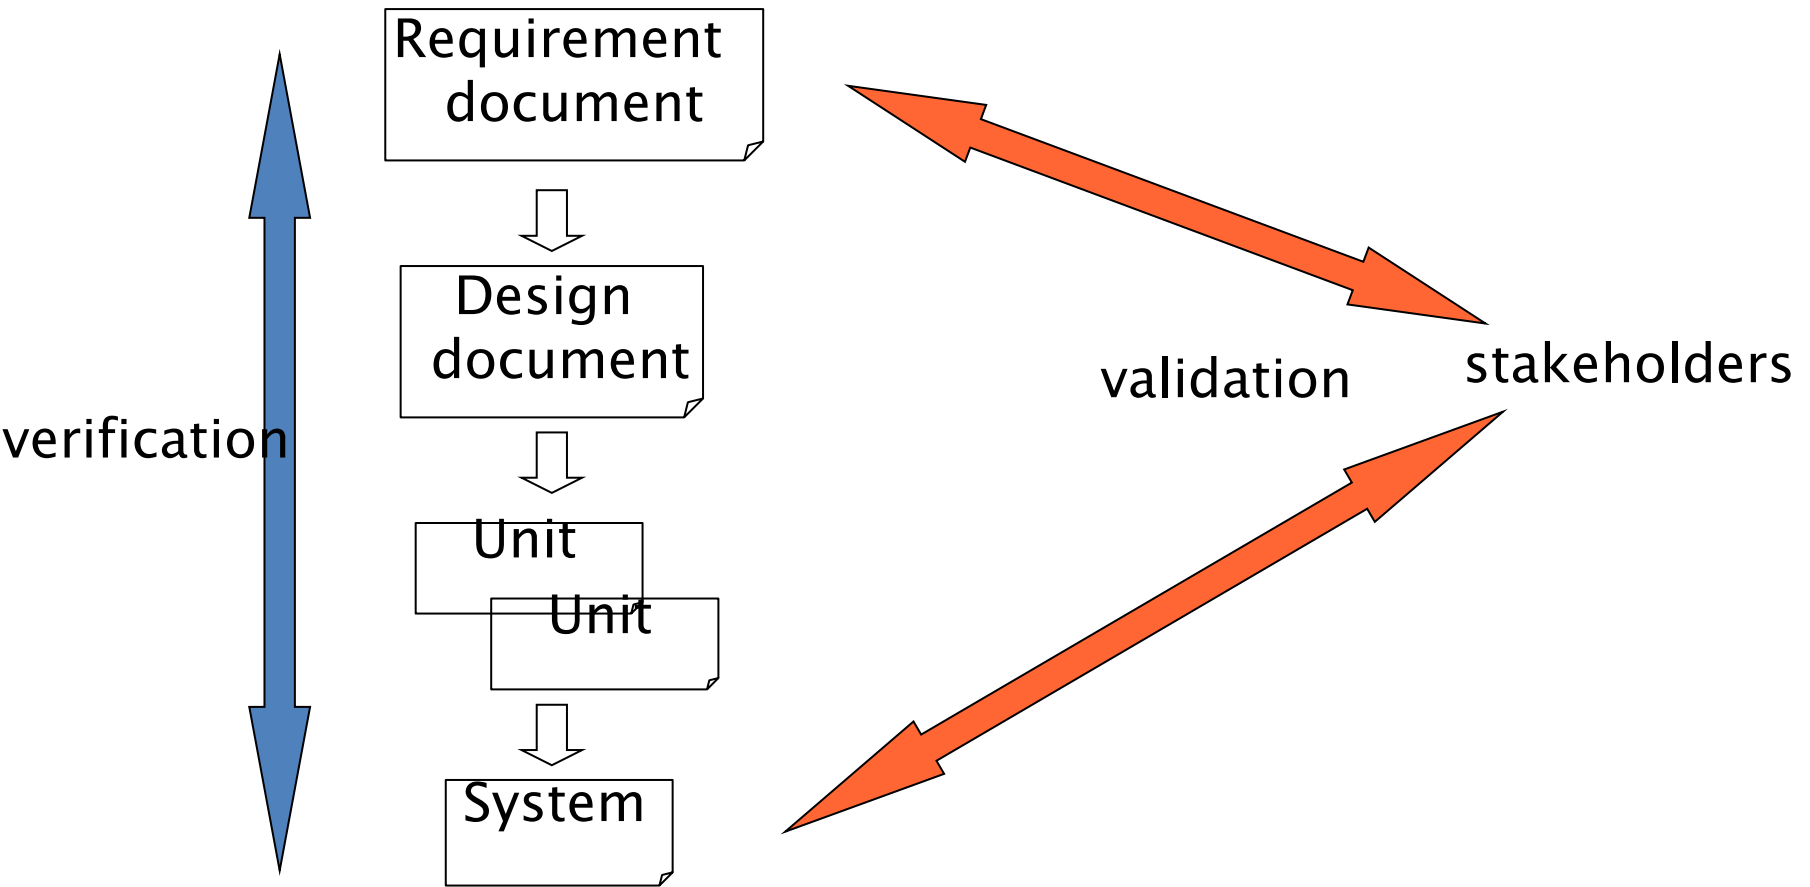 Requirement
document
Design
document
verification
validation
stakeholders
Unit
Unit
System